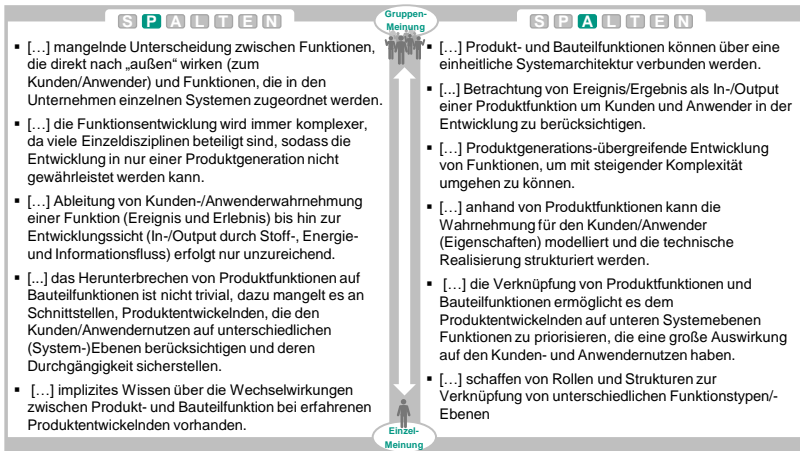 SPALTEN
Gruppen-
Meinung
SPALTEN
▪ […] mangelnde Unterscheidung zwischen Funktionen,
die direkt nach „außen“ wirken (zum
Kunden/Anwender) und Funktionen, die in den
Unternehmen einzelnen Systemen zugeordnet werden.
▪ […] die Funktionsentwicklung wird immer komplexer,
da viele Einzeldisziplinen beteiligt sind, sodass die
Entwicklung in nur einer Produktgeneration nicht
gewährleistet werden kann.
▪ […] Ableitung von Kunden-/Anwenderwahrnehmung
einer Funktion (Ereignis und Erlebnis) bis hin zur
Entwicklungssicht (In-/Output durch Stoff-, Energie-
und Informationsfluss) erfolgt nur unzureichend.
▪ [...] das Herunterbrechen von Produktfunktionen auf
Bauteilfunktionen ist nicht trivial, dazu mangelt es an
Schnittstellen, Produktentwickelnden, die den
Kunden/Anwendernutzen auf unterschiedlichen
(System-)Ebenen berücksichtigen und deren
Durchgängigkeit sicherstellen.
▪ […] implizites Wissen über die Wechselwirkungen
zwischen Produkt- und Bauteilfunktion bei erfahrenen
Produktentwickelnden vorhanden.
▪ […] Produkt- und Bauteilfunktionen können über eine
einheitliche Systemarchitektur verbunden werden.
▪ [...] Betrachtung von Ereignis/Ergebnis als In-/Output
einer Produktfunktion um Kunden und Anwender in der
Entwicklung zu berücksichtigen.
▪ […] Produktgenerations-übergreifende Entwicklung
von Funktionen, um mit steigender Komplexität
umgehen zu können.
▪ […] anhand von Produktfunktionen kann die
Wahrnehmung für den Kunden/Anwender
(Eigenschaften) modelliert und die technische
Realisierung strukturiert werden.
▪ […] die Verknüpfung von Produktfunktionen und
Bauteilfunktionen ermöglicht es dem
Produktentwickelnden auf unteren Systemebenen
Funktionen zu priorisieren, die eine große Auswirkung
auf den Kunden- und Anwendernutzen haben.
▪ […] schaffen von Rollen und Strukturen zur
Verknüpfung von unterschiedlichen Funktionstypen/-
Ebenen
Einzel-
Meinung